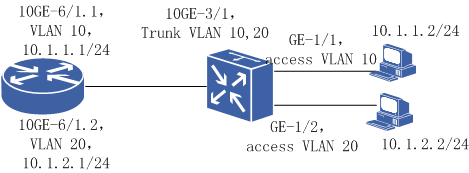 10GE-6/1.1,
VLAN 10,
10.1.1.1/24
10GE-3/1,
Trunk VLAN 10,20
GE-1/1,
access VLAN 10
10.1.1.2/24
10GE-6/1.2,
VLAN 20,
10.1.2.1/24
GE-1/2,
access VLAN 20
10.1.2.2/24